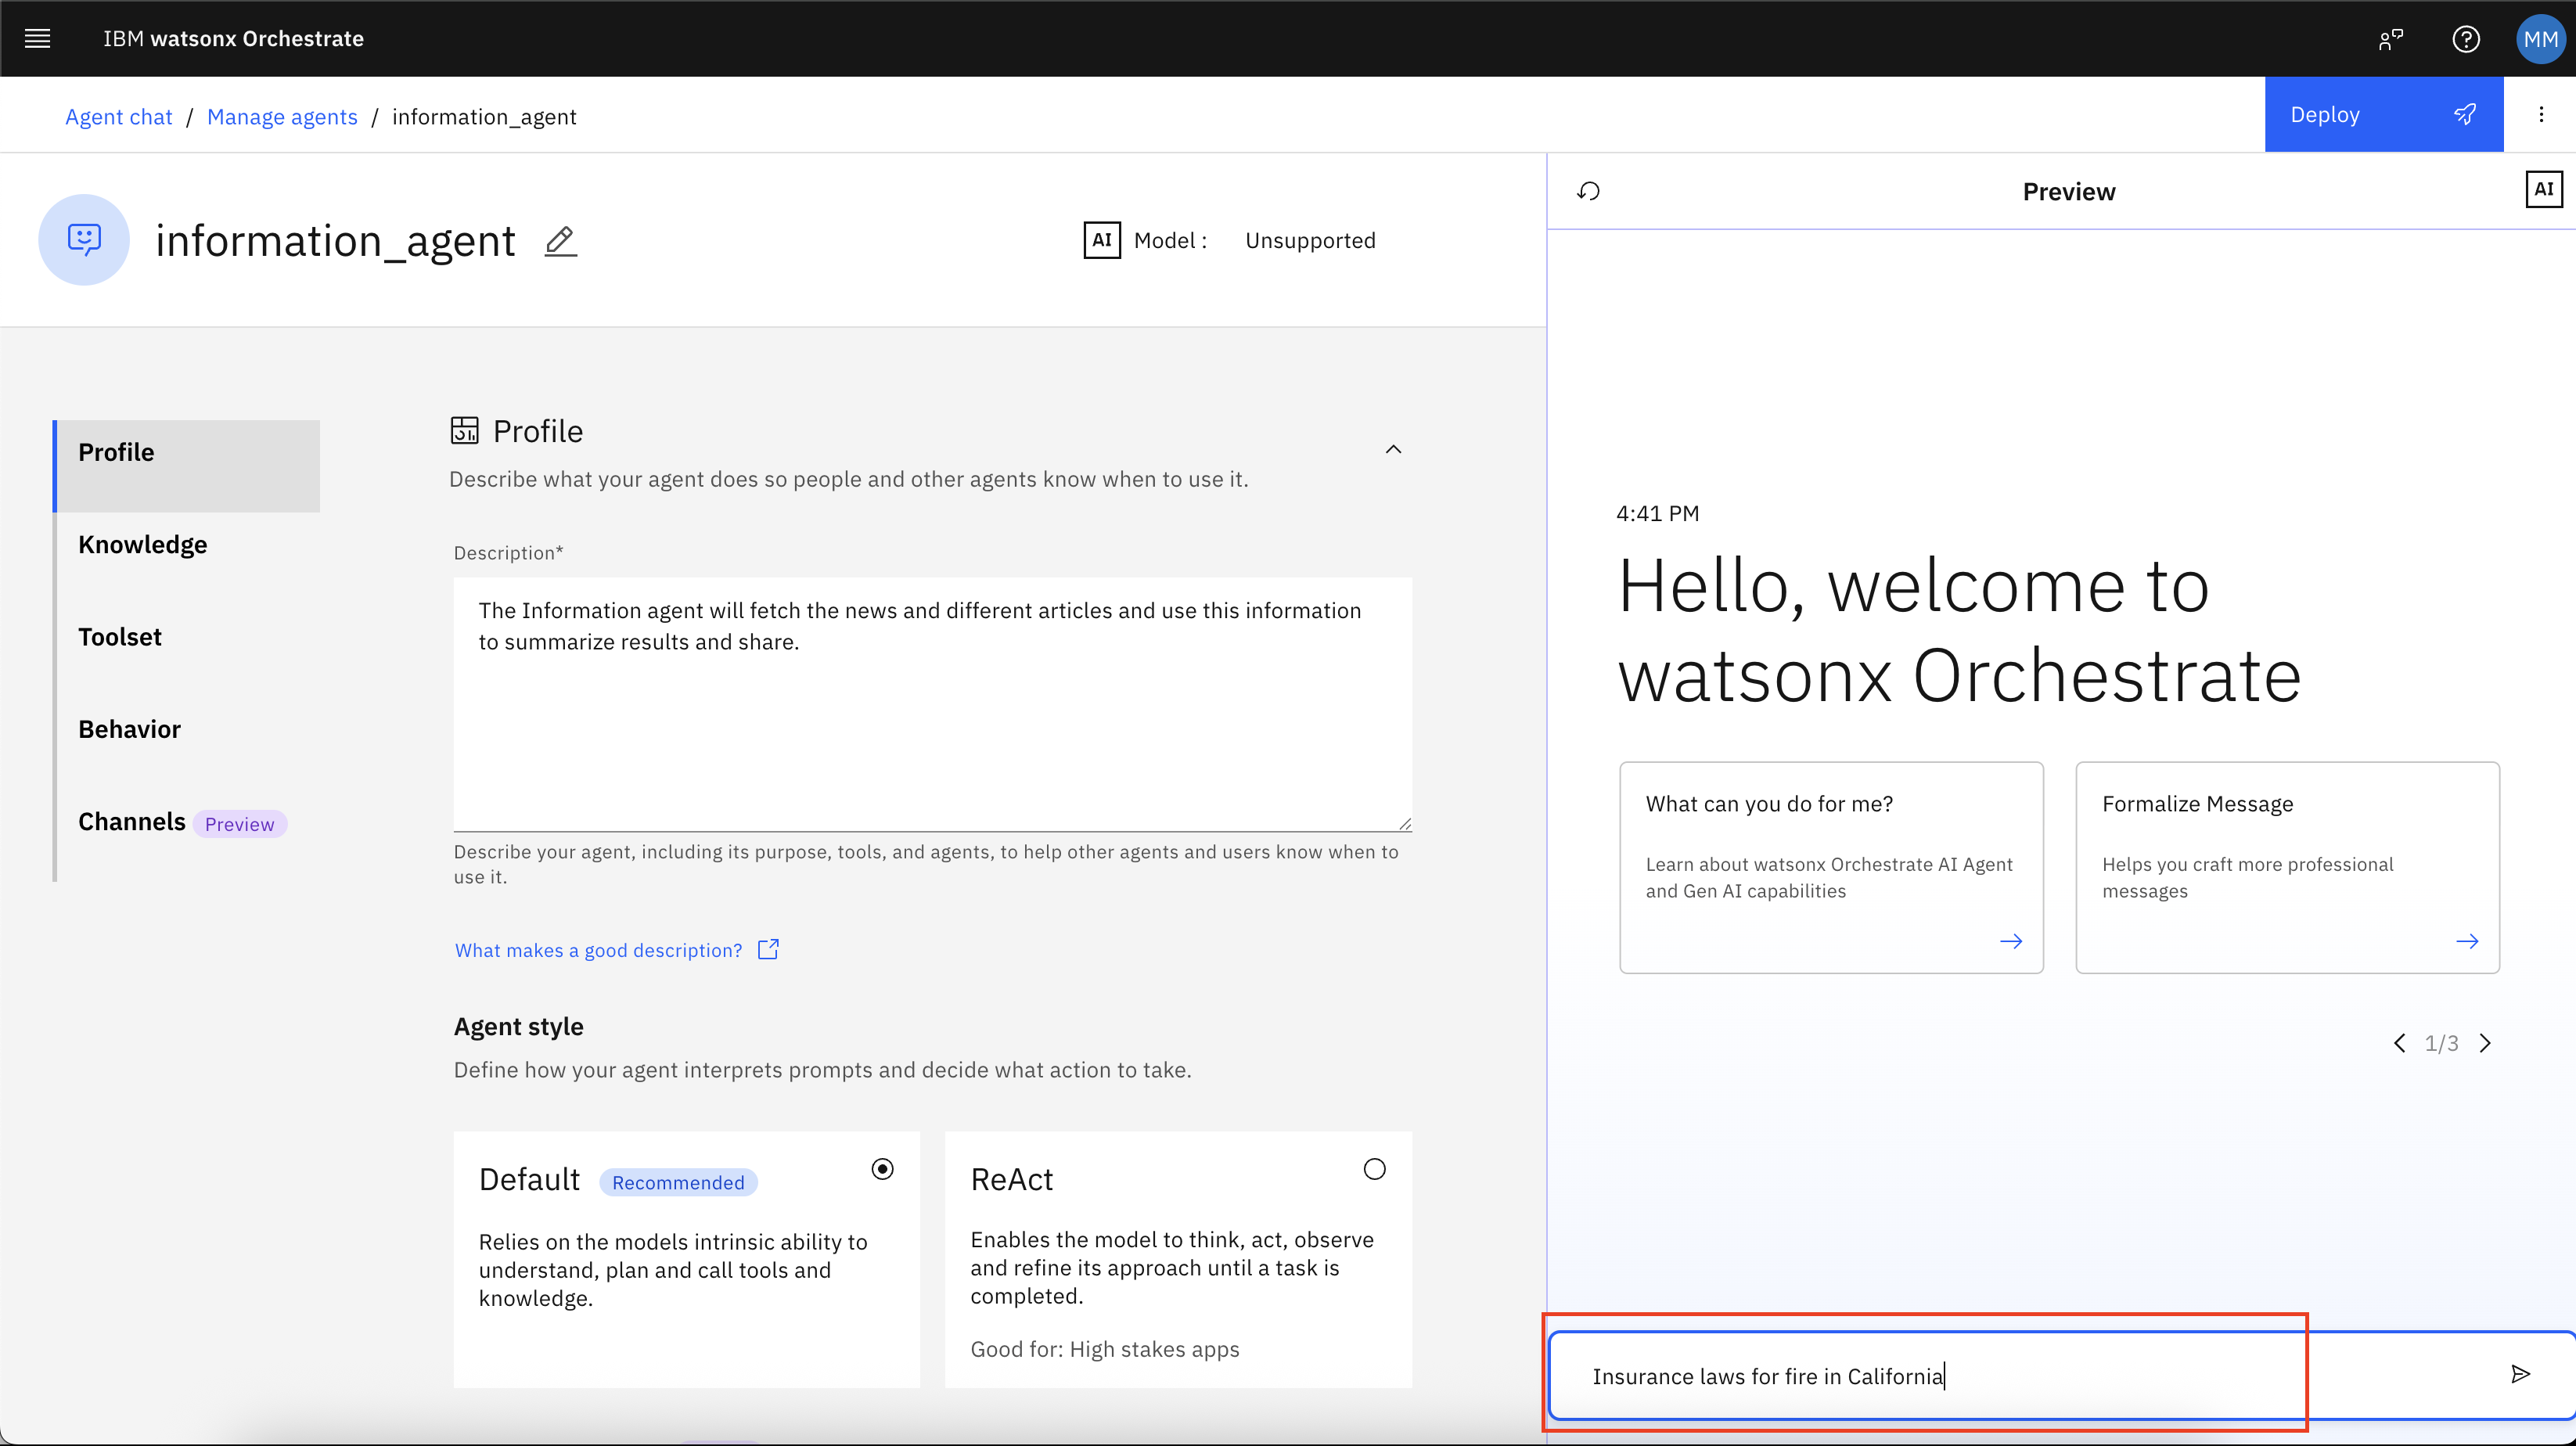 IBM watsonx Orchestrate
MM
Agent chat / Manage agents / information_agent
Deploy
information_agent
AI Model : Unsupported
Preview
AI
Profile
Knowledge
Toolset
Behavior
Channels Preview
Profile
Describe what your agent does so people and other agents know when to use it.
Description*
The Information agent will fetch the news and different articles and use this information
to summarize results and share.
Describe your agent, including its purpose, tools, and agents, to help other agents and users know when to
use it.
What makes a good description?
Agent style
Define how your agent interprets prompts and decide what action to take.
Default Recommended
Relies on the models intrinsic ability to
understand, plan and call tools and
knowledge.
ReAct
Enables the model to think, act, observe
and refine its approach until a task is
completed.
Good for: High stakes apps
4:41 PM
Hello, welcome to
watsonx Orchestrate
What can you do for me?
Learn about watsonx Orchestrate AI Agent
and Gen AI capabilities
Formalize Message
Helps you craft more professional
messages
1/3
Insurance laws for fire in California